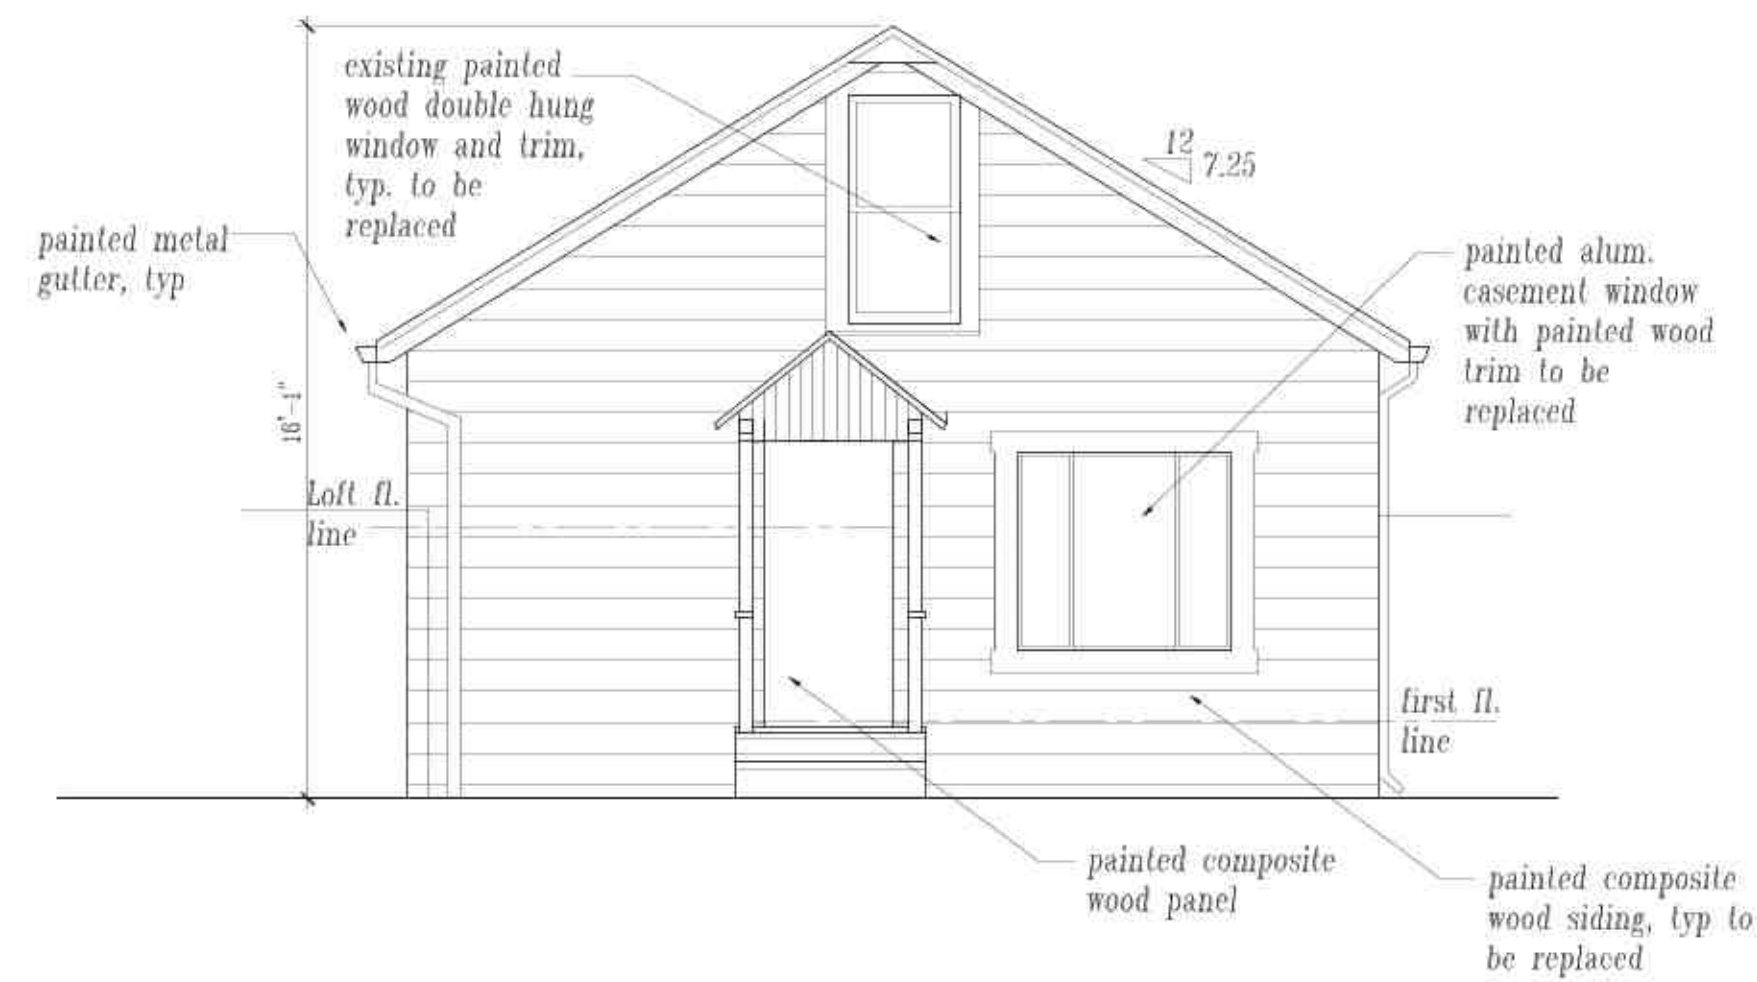 existing painted
wood double hung
window and trim,
typ. to be
replaced
12
7.25
painted metal
gutter, typ
painted alum.
casement window
with painted wood
trim to be
replaced
16'-1"
Loft fl.
line
first fl.
line
painted composite
wood panel
painted composite
wood siding, typ to
be replaced